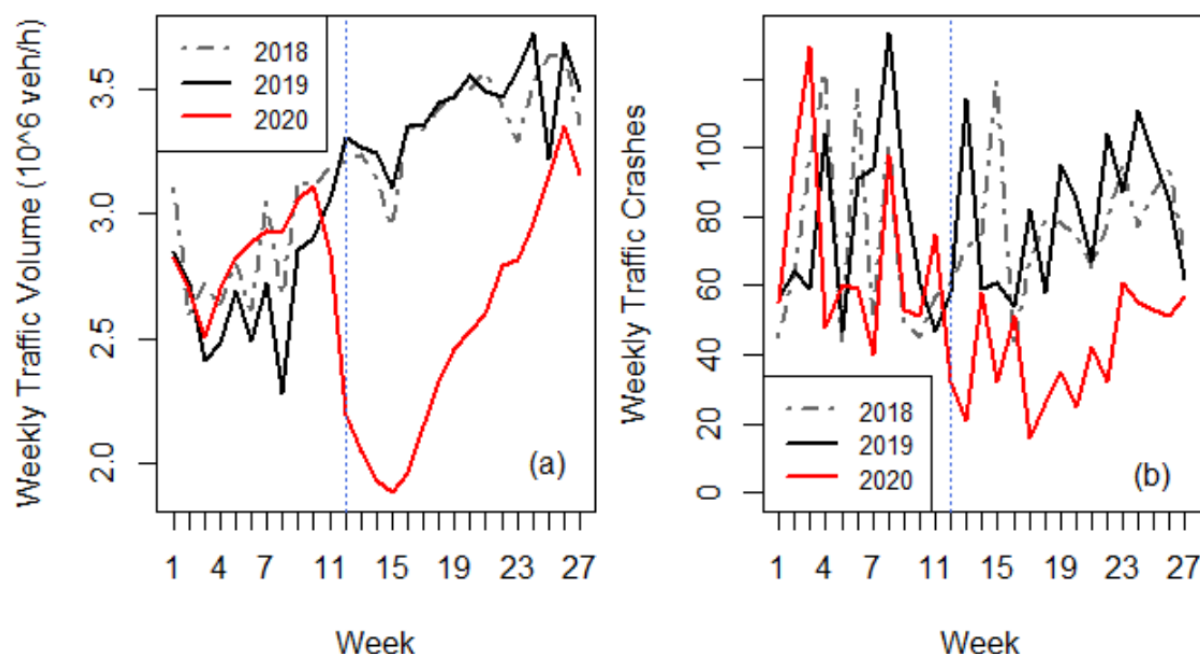 Weekly Traffic Volume (10^6 veh/h)
3.5
3.0
2.5
2.0
2018
2019
2020
(a)
1 4 7 11 15 19 23 27
Week
Weekly Traffic Crashes
100
80
60
40
20
0
2018
2019
2020
(b)
1 4 7 11 15 19 23 27
Week